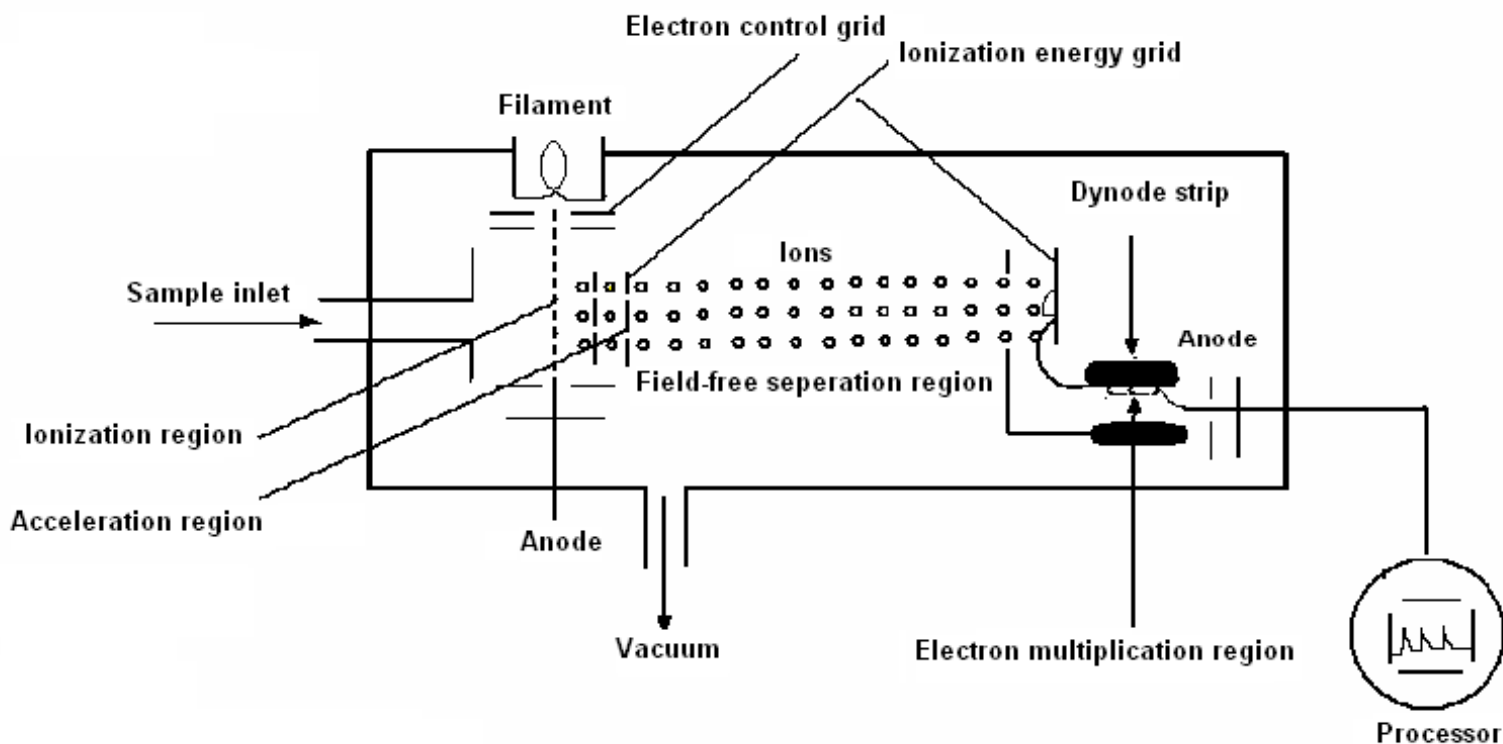 Electron control grid
Ionization energy grid
Filament
Dynode strip
Ions
Sample inlet
Anode
Field-free seperation region
Ionization region
Acceleration region
Anode
Vacuum
Electron multiplication region
Processor